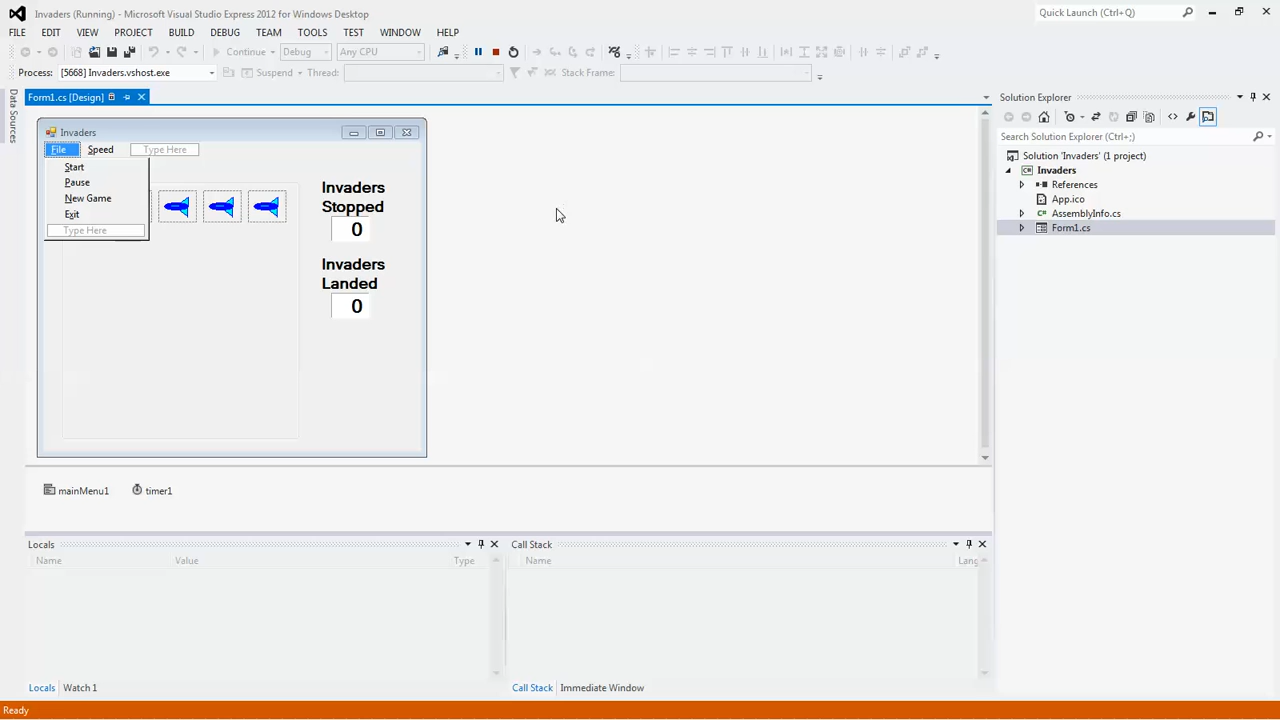 Invaders (Running) - Microsoft Visual Studio Express 2012 for Windows Desktop
Quick Launch (Ctrl+Q)
FILE EDIT VIEW PROJECT BUILD DEBUG TEAM TOOLS TEST WINDOW HELP
Continue Debug Any CPU
Process: [5668] Invaders.vshost.exe Suspend Thread: Stack Frame:
Data Sources
Form1.cs [Design]
Solution Explorer
Search Solution Explorer (Ctrl+;)
Solution 'Invaders' (1 project)
Invaders
References
App.ico
AssemblyInfo.cs
Form1.cs
Invaders
File Speed Type Here
Start
Pause
New Game
Exit
Type Here
Invaders
Stopped
0
Invaders
Landed
0
mainMenu1 timer1
Locals
Name Value Type
Call Stack
Name Lang
Locals Watch 1
Call Stack Immediate Window
Ready